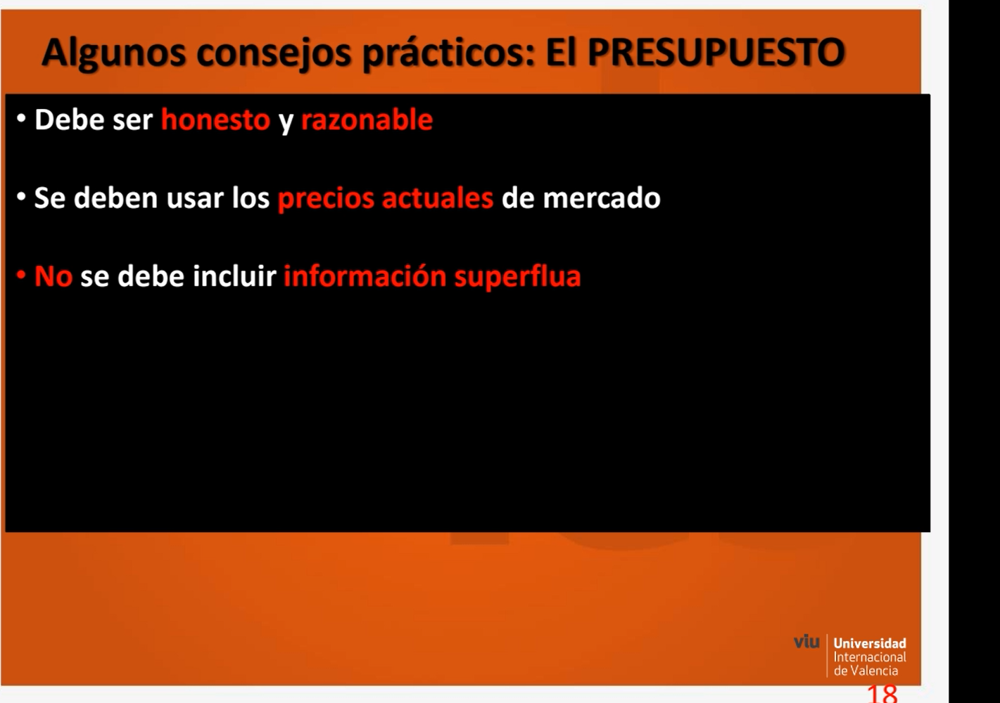 Algunos consejos prácticos: El PRESUPUESTO
• Debe ser honesto y razonable
• Se deben usar los precios actuales de mercado
• No se debe incluir información superflua
viu
Universidad
Internacional
de Valencia
18